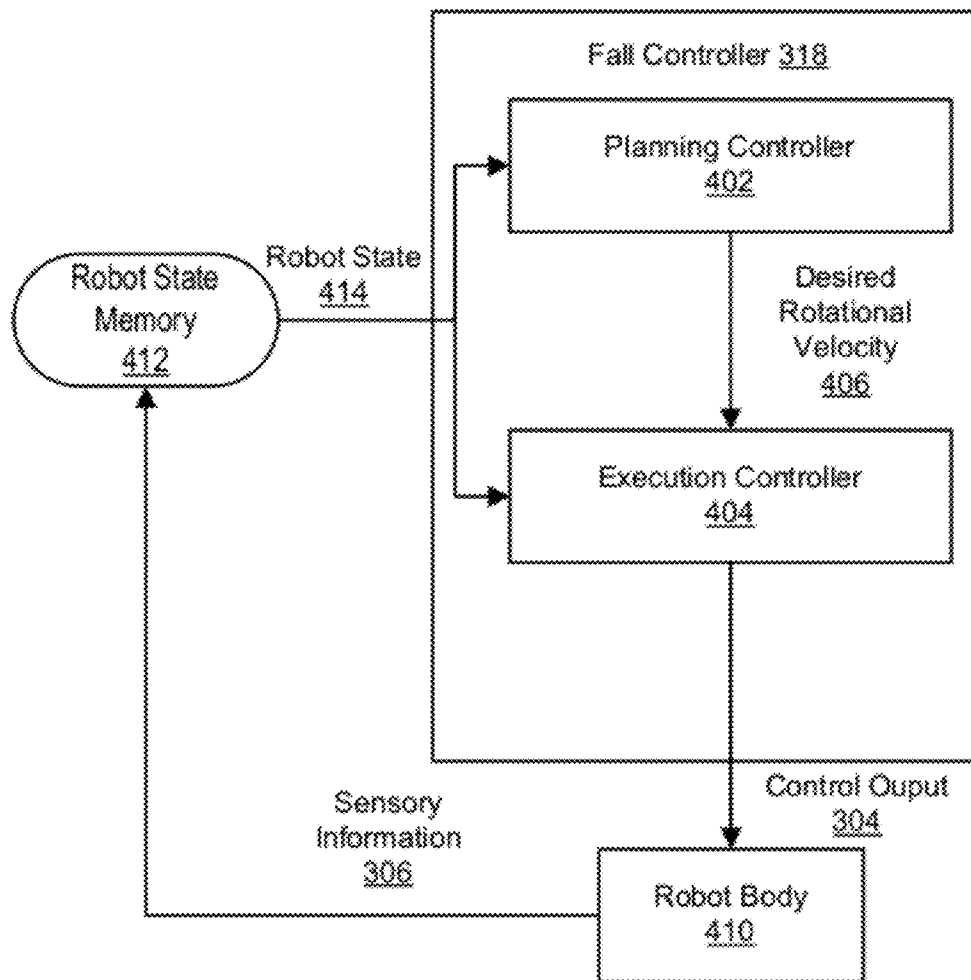 Fall Controller 318
Planning Controller
402
Robot State
414
Robot State
Memory
412
Desired
Rotational
Velocity
406
Execution Controller
404
Control Ouput
304
Sensory
Information
306
Robot Body
410